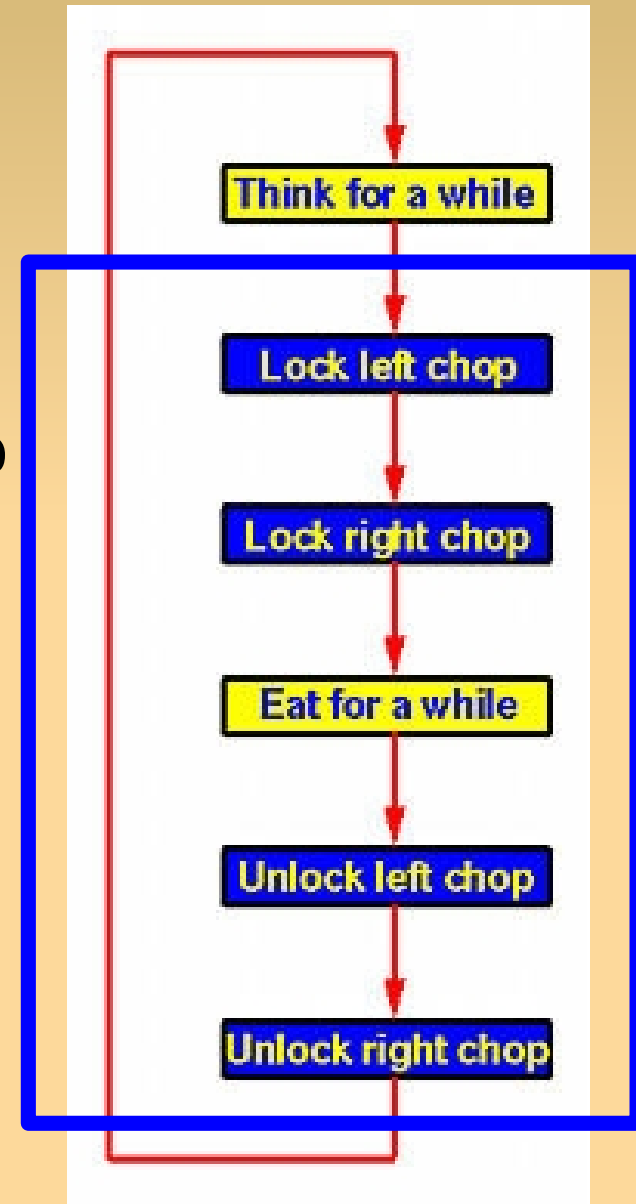 Think for a while
Lock left chop
Lock right chop
Eat for a while
Unlock left chop
Unlock right chop